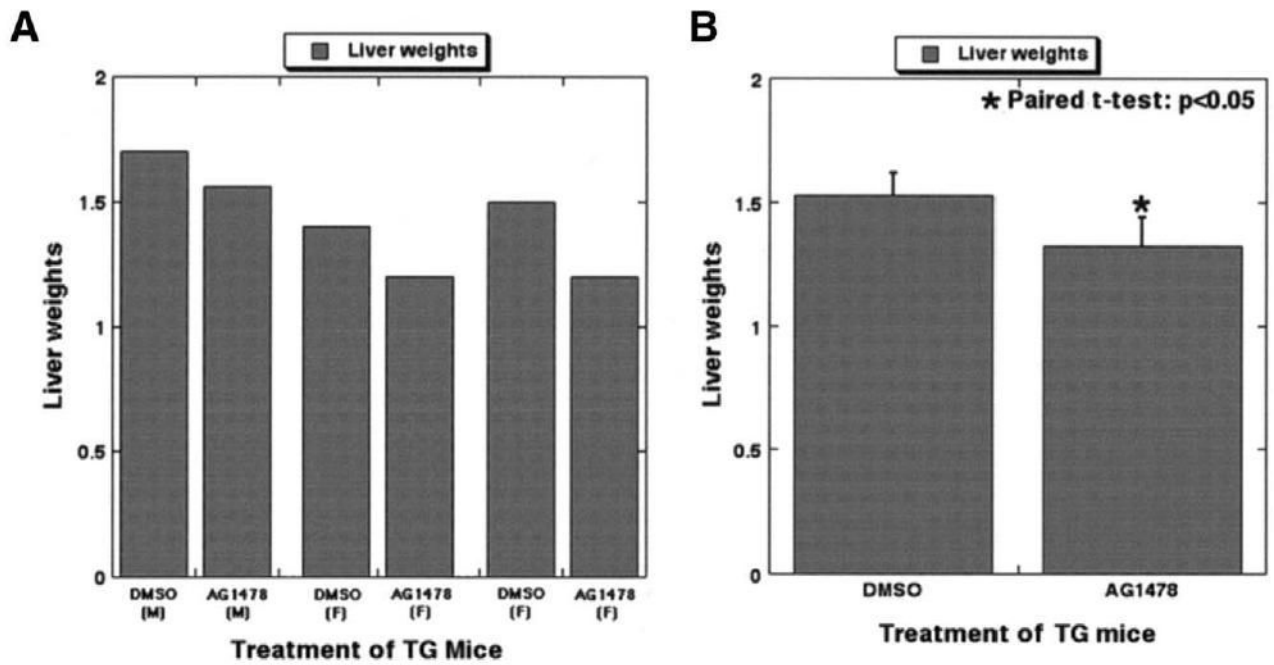 A
Liver weights
2
1.5
1
0.5
0
Liver weights
DMSO (M)
AG1478 (M)
DMSO (F)
AG1478 (F)
DMSO (F)
AG1478 (F)
Treatment of TG Mice
B
Liver weights
* Paired t-test: p<0.05
2
1.5
1
0.5
0
Liver weights
*
DMSO
AG1478
Treatment of TG mice